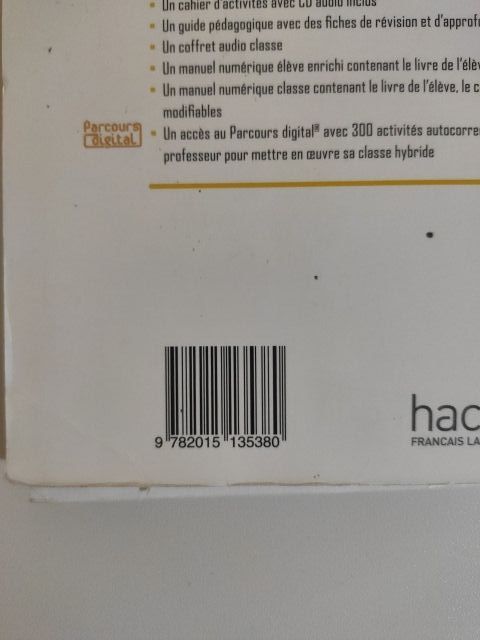 Un cahier d'activités avec CD audio inclus
Un guide pédagogique avec des fiches de révision et d'approf
Un coffret audio classe
Un manuel numérique élève enrichi contenant le livre de l'élèv
Un manuel numérique classe contenant le livre de l'élève, le c
modifiables
Parcours
digital
Un accès au Parcours digital® avec 300 activités autocorre
professeur pour mettre en œuvre sa classe hybride
9 782015 135380
hac
FRANCAIS LA